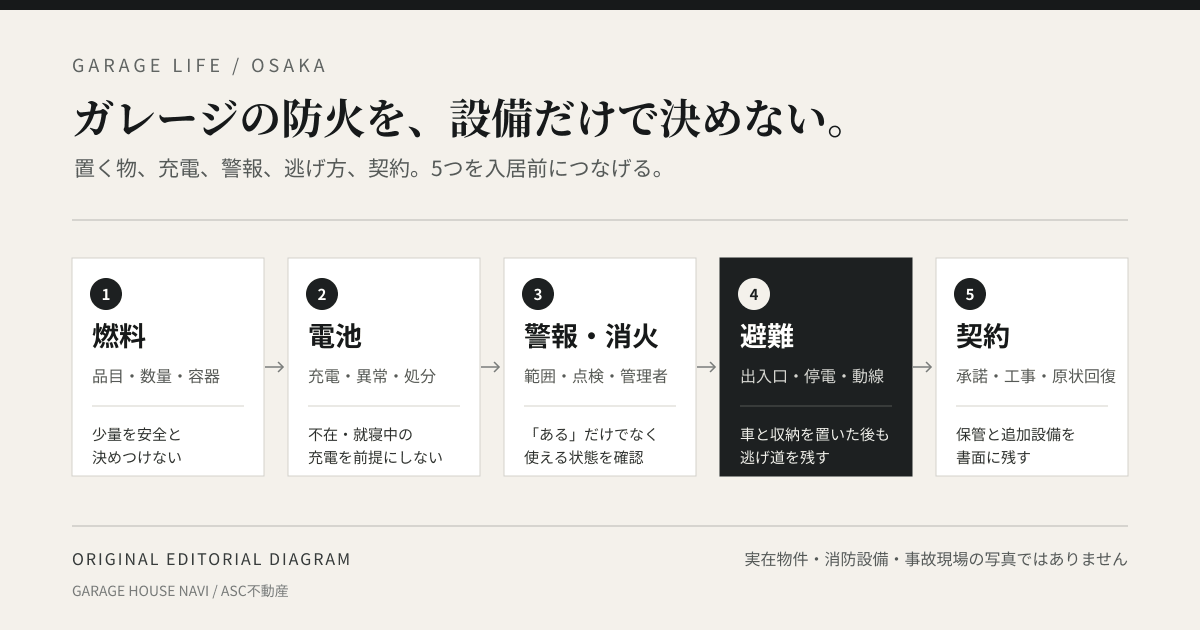 GARAGE LIFE / OSAKA
ガレージの防火を、設備だけで決めない。
置く物、充電、警報、逃げ方、契約。5つを入居前につなげる。
1
燃料
品目・数量・容器
少量を安全と
決めつけない
→
2
電池
充電・異常・処分
不在・就寝中の
充電を前提にしない
→
3
警報・消火
範囲・点検・管理者
「ある」だけでなく
使える状態を確認
→
4
避難
出入口・停電・動線
車と収納を置いた後も
逃げ道を残す
→
5
契約
承諾・工事・原状回復
保管と追加設備を
書面に残す
ORIGINAL EDITORIAL DIAGRAM
実在物件・消防設備・事故現場の写真ではありません
GARAGE HOUSE NAVI / ASC不動産